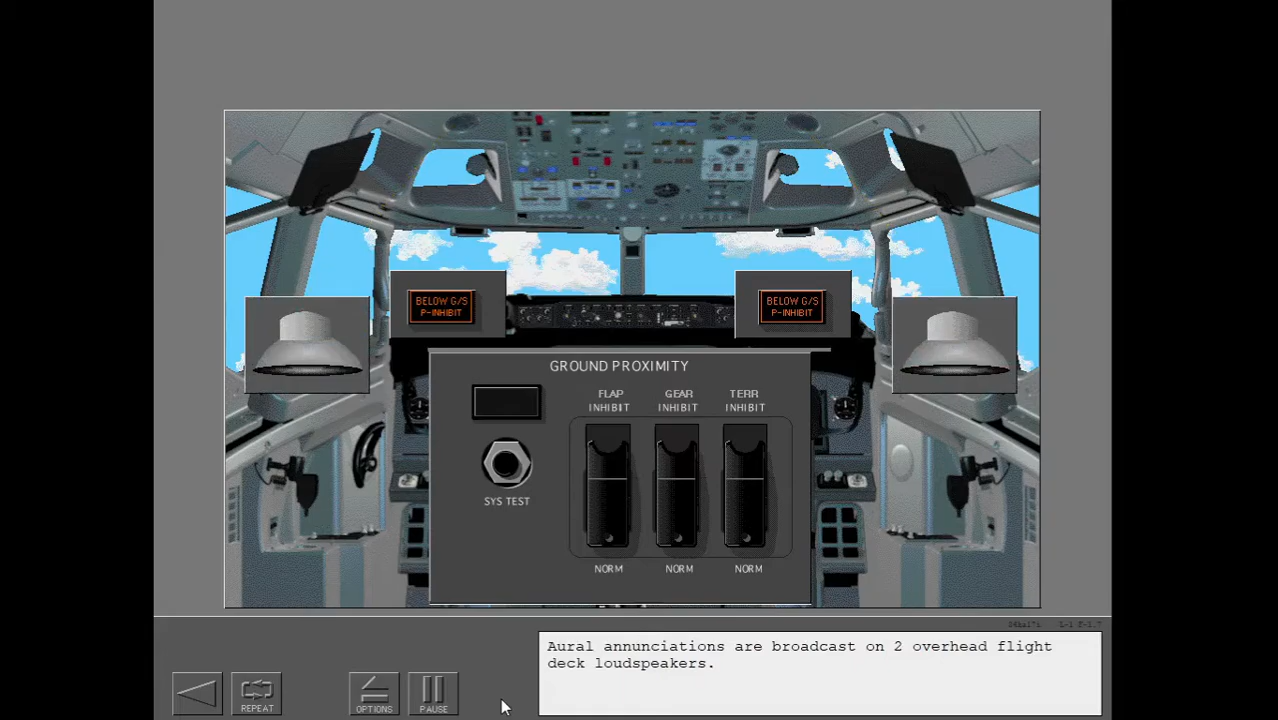 BELOW G/S
P-INHIBIT
BELOW G/S
P-INHIBIT
GROUND PROXIMITY
FLAP
INHIBIT
GEAR
INHIBIT
TERR
INHIBIT
SYS TEST
NORM
NORM
NORM
Aural annunciations are broadcast on 2 overhead flight
deck loudspeakers.
REPEAT
OPTIONS
PAUSE